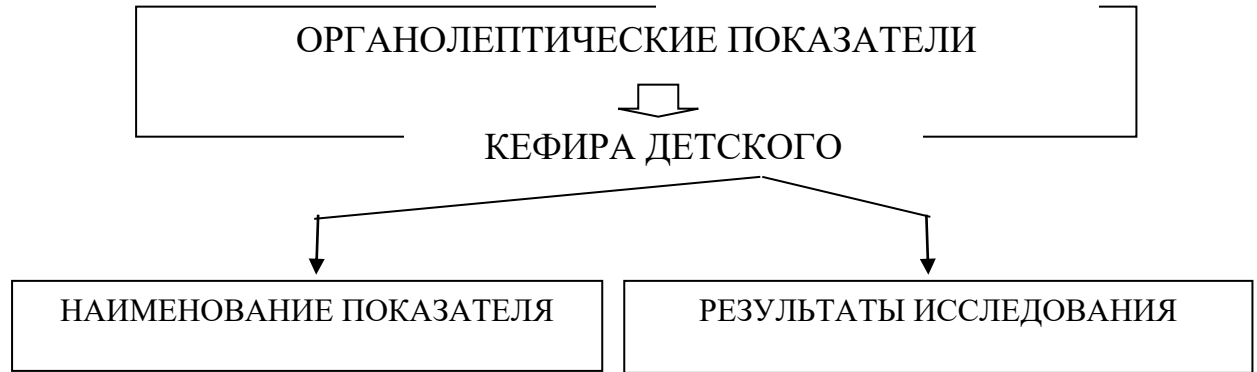 ОРГАНОЛЕПТИЧЕСКИЕ ПОКАЗАТЕЛИ
КЕФИРА ДЕТСКОГО
НАИМЕНОВАНИЕ ПОКАЗАТЕЛЯ
РЕЗУЛЬТАТЫ ИССЛЕДОВАНИЯ